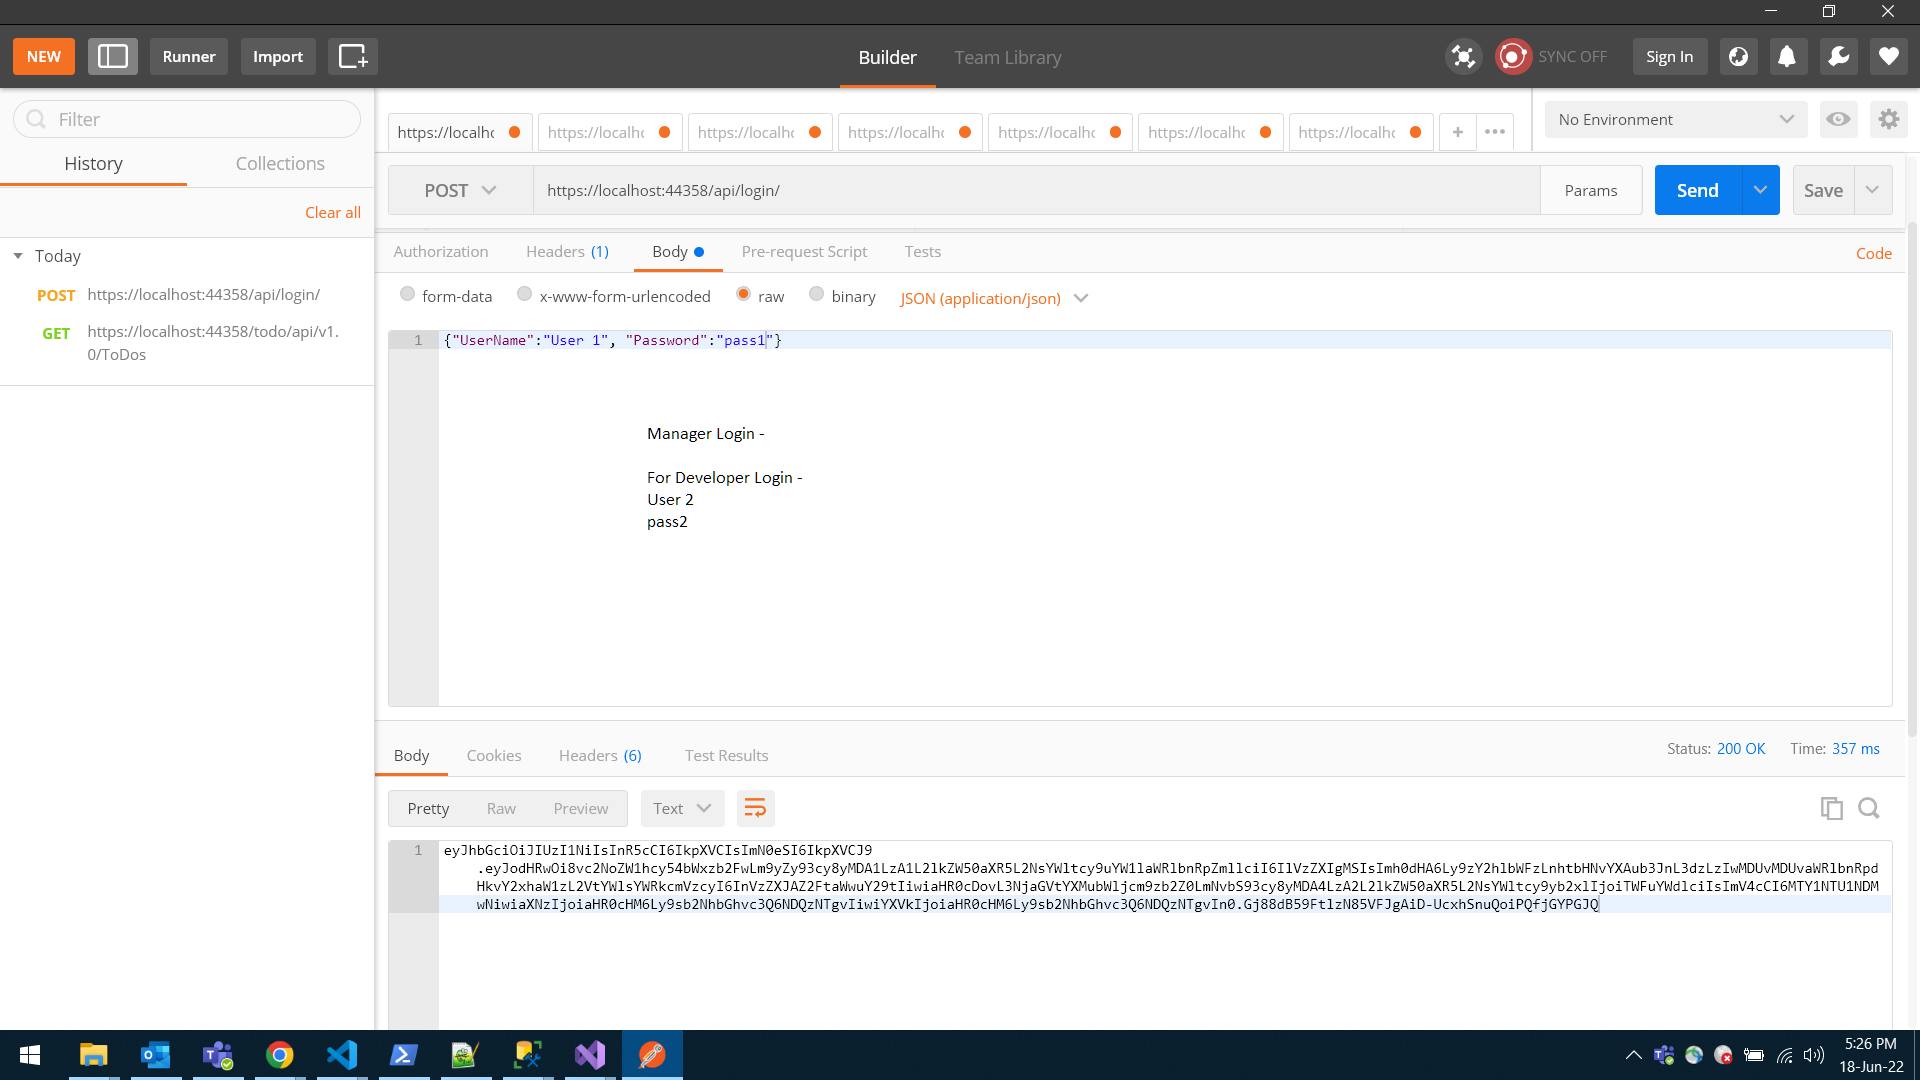 NEW
Runner
Import
Builder
Team Library
SYNC OFF
Sign In
Filter
History
Collections
Clear all
Today
POST https://localhost:44358/api/login/
GET https://localhost:44358/todo/api/v1.
0/ToDos
https://localhc
https://localhc
https://localhc
https://localhc
https://localhc
https://localhc
https://localhc
No Environment
POST
https://localhost:44358/api/login/
Params
Send
Save
Authorization
Headers (1)
Body
Pre-request Script
Tests
Code
form-data
x-www-form-urlencoded
raw
binary
JSON (application/json)
1 {"UserName":"User 1", "Password":"pass1"}
Manager Login -
For Developer Login -
User 2
pass2
Body
Cookies
Headers (6)
Test Results
Status: 200 OK
Time: 357 ms
Pretty
Raw
Preview
Text
1 eyJhbGciOiJIUzI1NiIsInR5cCI6IkpXVCIsImN0eSI6IkpXVCJ9
.eyJodHRwOi8vc2NoZW1hcy54bWxzb2FwLm9yZy93cy8yMDA1LzA1L2lkZW50aXR5L2NsYWltcy9uYW1laWRlbnRpZmllciI6IlVzZXIgMSIsImh0dHA6Ly9zY2hlbWFzLnhtbHNvYXAub3JnL3dzLzIwMDUvMDUvaWRlbnRpd
HkvY2xhaW1zL2VtYWlsYWRkcmVzcyI6InVzZXJAZ2FtaWwuY29tIiwiaHR0cDovL3NjaGVtYXMubWljcm9zb2Z0LmNvbS93cy8yMDA4LzA2L2lkZW50aXR5L2NsYWltcy9yb2xlIjoiTWFuYWdlciIsImV4cCI6MTY1NTU1NDM
wNiwiaXNzIjoiaHR0cHM6Ly9sb2NhbGhvc3Q6NDQzNTgvIiwiYXVkIjoiaHR0cHM6Ly9sb2NhbGhvc3Q6NDQzNTgvIn0.Gj88dB59FtlzN85VFJgAiD-UcxhSnuQoiPQfjGYPGJQ
5:26 PM
18-Jun-22